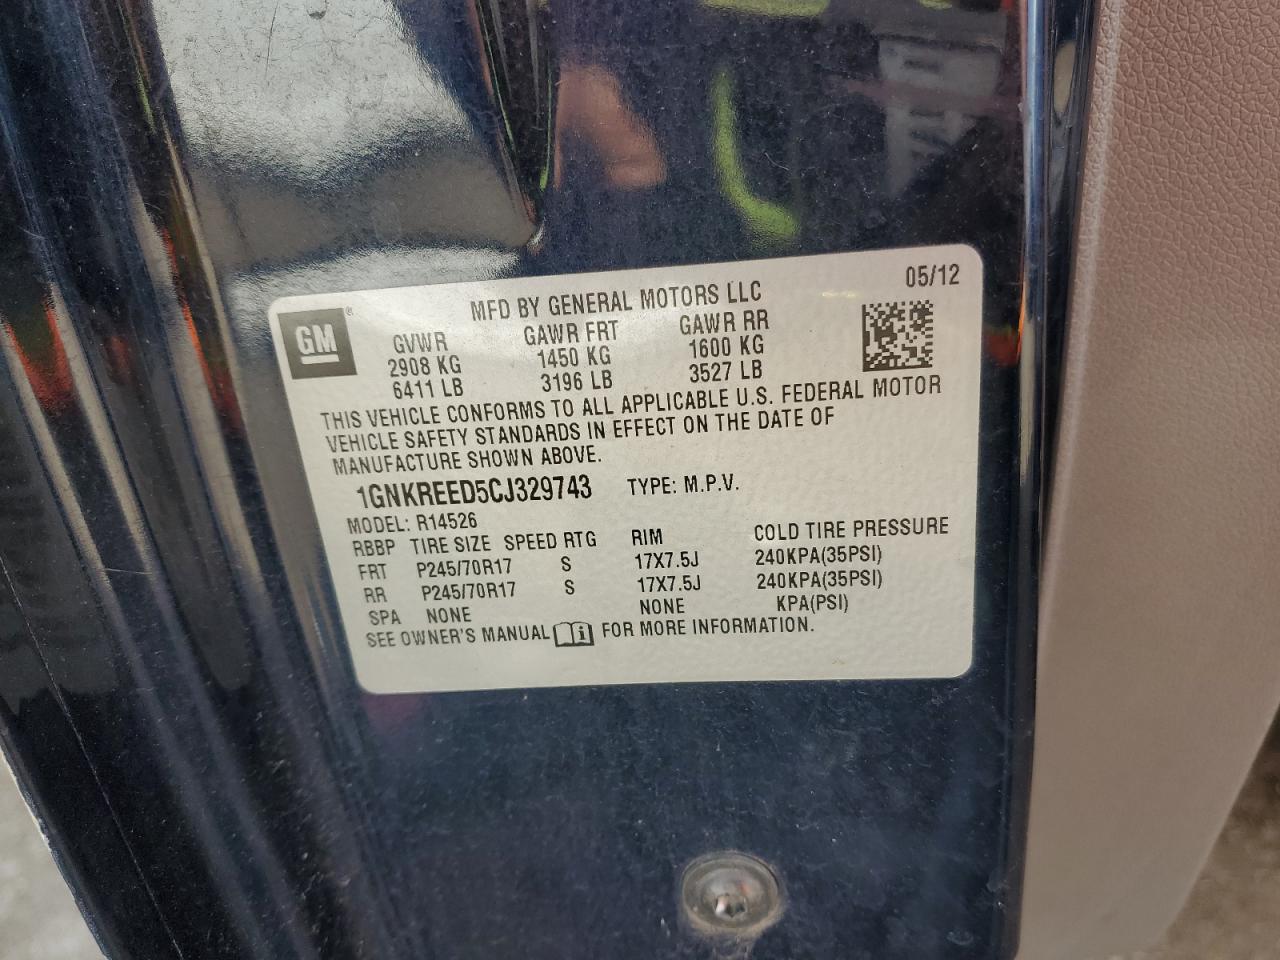 05/12
GM ®
MFD BY GENERAL MOTORS LLC
GVWR GAWR FRT GAWR RR
2908 KG 1450 KG 1600 KG
6411 LB 3196 LB 3527 LB
THIS VEHICLE CONFORMS TO ALL APPLICABLE U.S. FEDERAL MOTOR
VEHICLE SAFETY STANDARDS IN EFFECT ON THE DATE OF
MANUFACTURE SHOWN ABOVE.
1GNKREED5CJ329743 TYPE: M.P.V.
MODEL: R14526
RBBP TIRE SIZE SPEED RTG RIM COLD TIRE PRESSURE
FRT P245/70R17 S 17X7.5J 240KPA(35PSI)
RR P245/70R17 S 17X7.5J 240KPA(35PSI)
SPA NONE NONE KPA(PSI)
SEE OWNER'S MANUAL i FOR MORE INFORMATION.